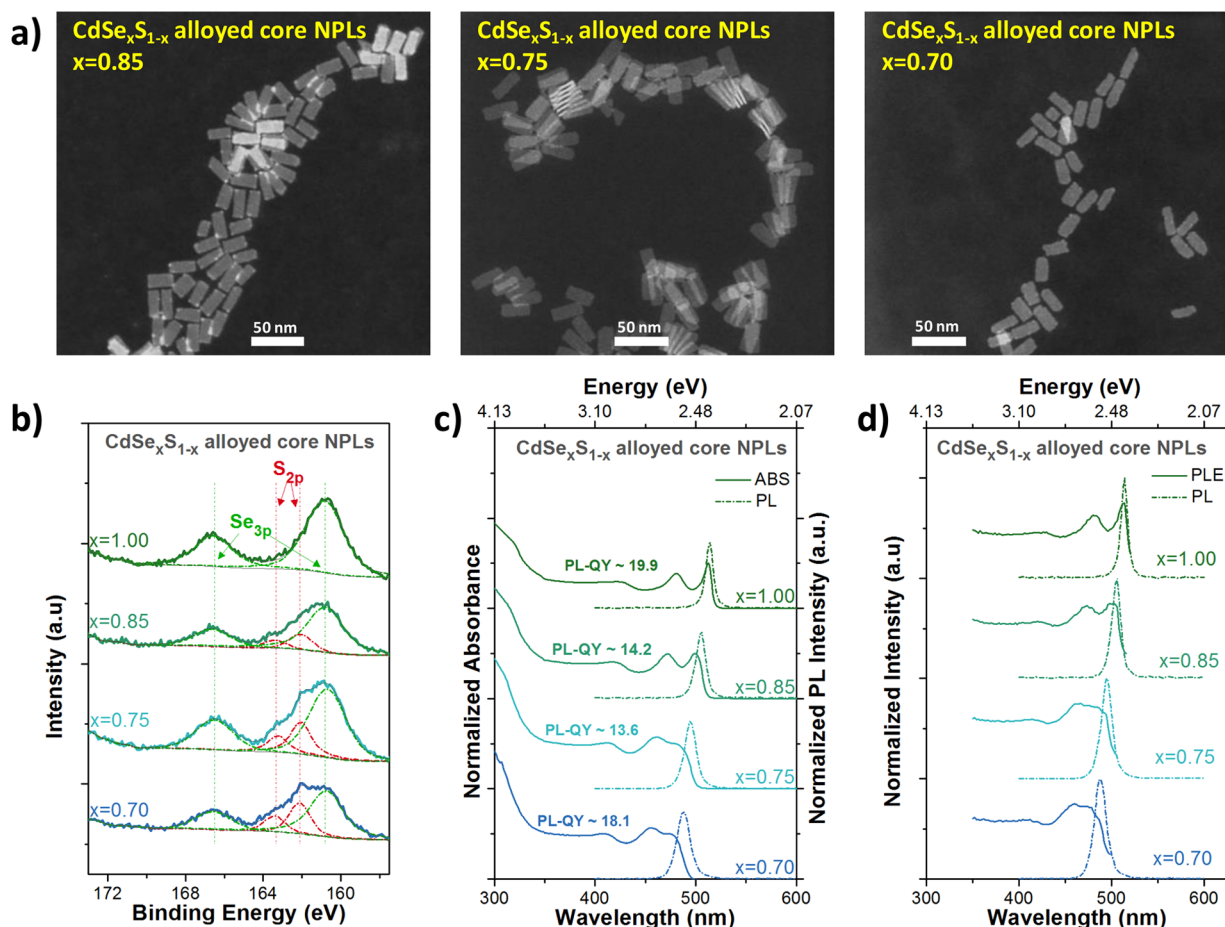 a)
CdSexS1-x alloyed core NPLs
x=0.85
50 nm
CdSexS1-x alloyed core NPLs
x=0.75
50 nm
CdSexS1-x alloyed core NPLs
x=0.70
50 nm
b)
CdSexS1-x alloyed core NPLs
S2p
Se3p
x=1.00
x=0.85
x=0.75
x=0.70
Intensity (a.u)
172 168 164 160
Binding Energy (eV)
c)
Energy (eV)
4.13 3.10 2.48 2.07
CdSexS1-x alloyed core NPLs
ABS
PL
PL-QY ~ 19.9
x=1.00
PL-QY ~ 14.2
x=0.85
PL-QY ~ 13.6
x=0.75
PL-QY ~ 18.1
x=0.70
Normalized Absorbance
Normalized PL Intensity (a.u.)
300 400 500 600
Wavelength (nm)
d)
Energy (eV)
4.13 3.10 2.48 2.07
CdSexS1-x alloyed core NPLs
PLE
PL
x=1.00
x=0.85
x=0.75
x=0.70
Normalized Intensity (a.u)
300 400 500 600
Wavelength (nm)